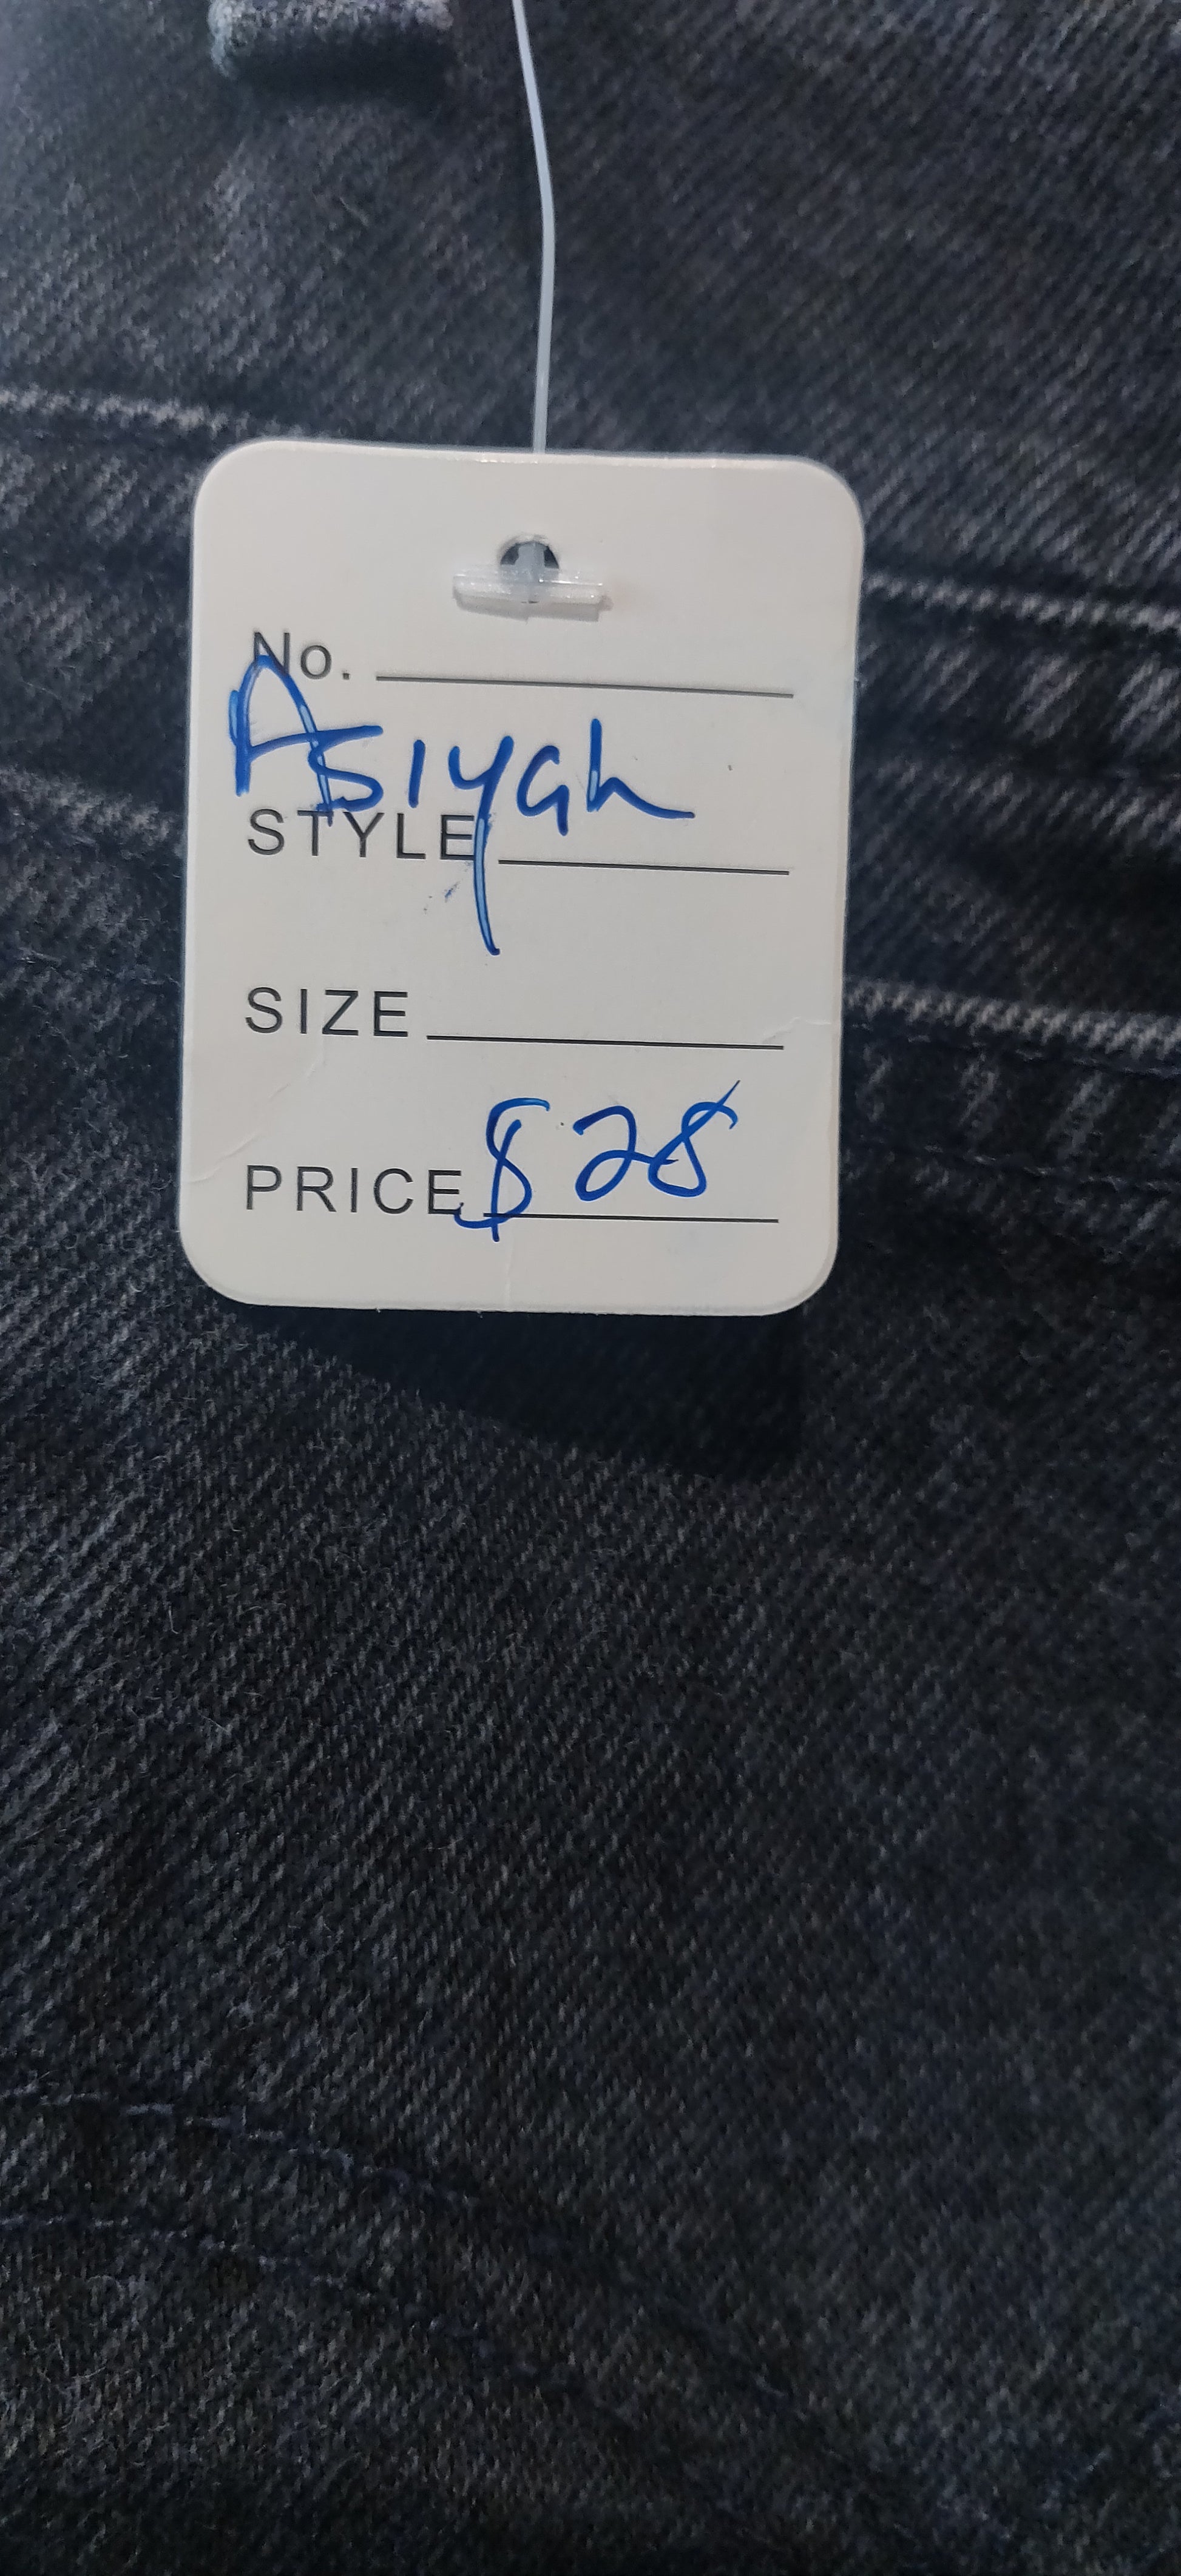 No.
Asiyah
STYLE
SIZE
PRICE $28